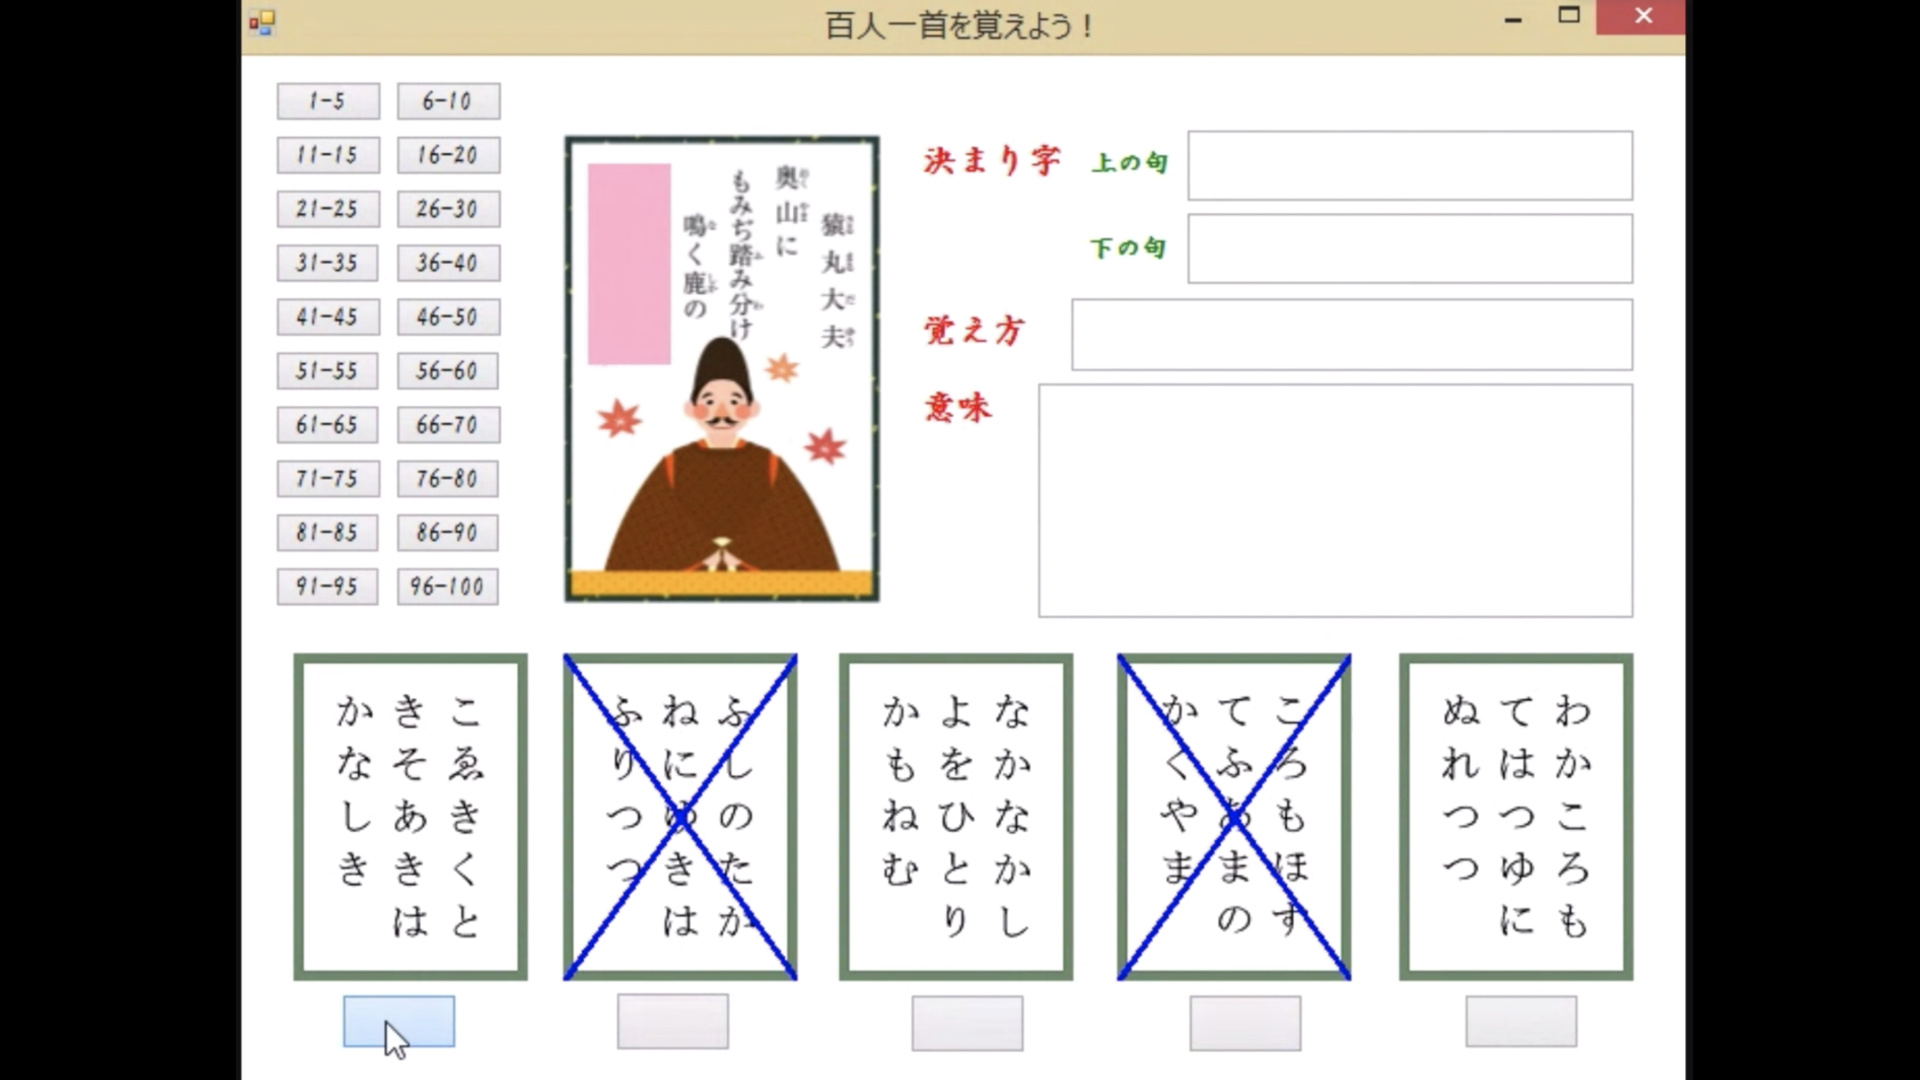 百人一首を覚えよう！
1-5
6-10
11-15
16-20
21-25
26-30
31-35
36-40
41-45
46-50
51-55
56-60
61-65
66-70
71-75
76-80
81-85
86-90
91-95
96-100
猿丸大夫
奥山に
もみぢ踏み分け
鳴く鹿の
決まり字
上の句
下の句
覚え方
意味
こゑきくと
きそあきは
かなしき
ふしのたか
ねにゆきは
ふりつつ
なかなかし
よをひとり
かもねむ
ころもほす
てふあまの
かくやま
わかころも
てはつゆに
ぬれつつ